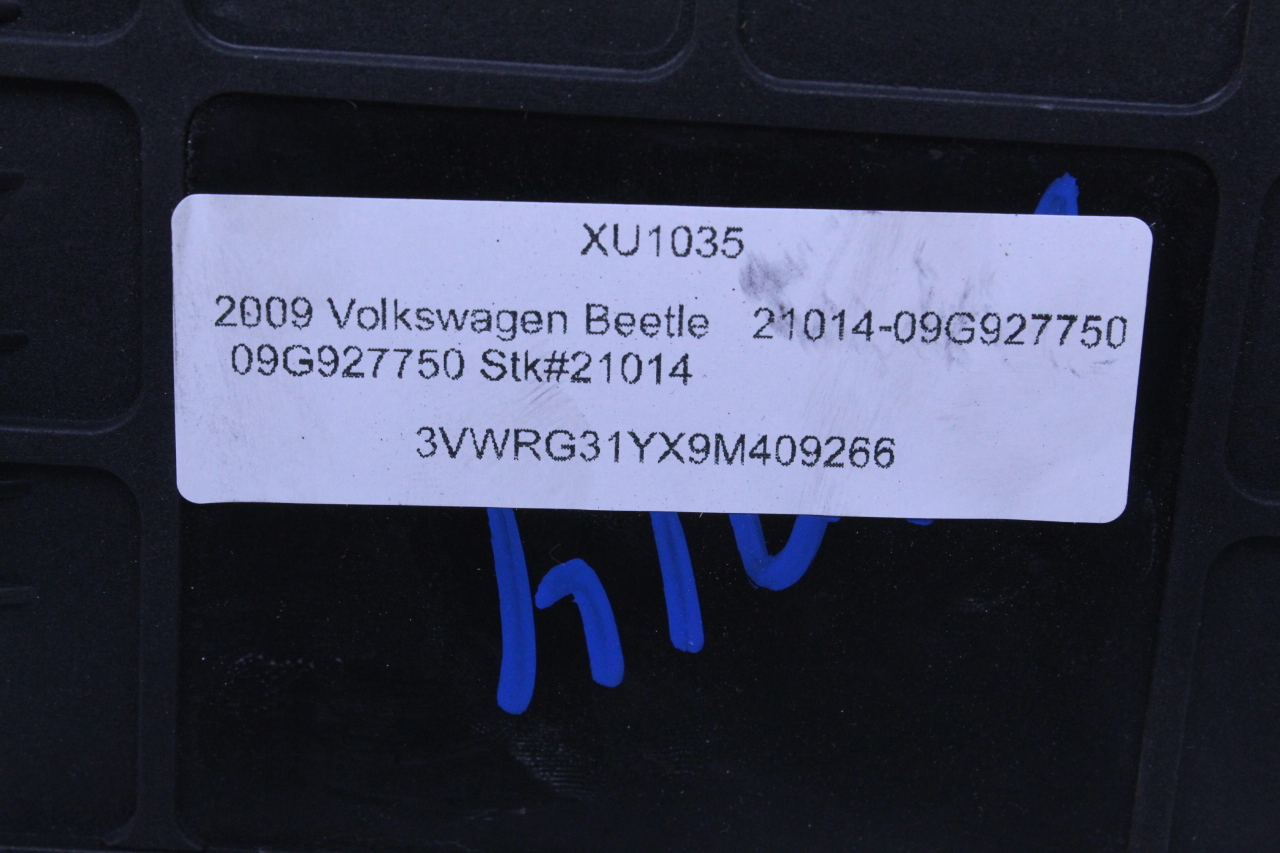 XU1035
2009 Volkswagen Beetle 21014-09G927750
09G927750 Stk#21014
3VWRG31YX9M409266